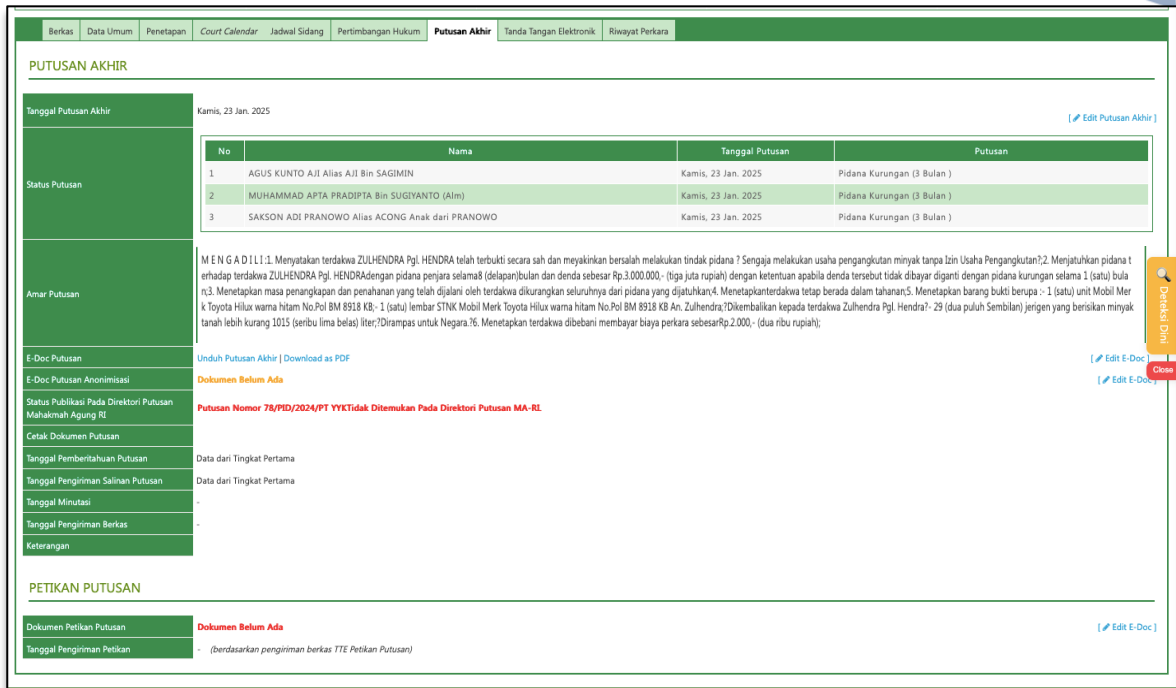 Berkas Data Umum Penetapan Court Calendar Jadwal Sidang Pertimbangan Hukum Putusan Akhir Tanda Tangan Elektronik Riwayat Perkara
PUTUSAN AKHIR
Tanggal Putusan Akhir Kamis, 23 Jan. 2025 [ Edit Putusan Akhir ]
Status Putusan
No Nama Tanggal Putusan Putusan
1 AGUS KUNTO AJI Alias AJI Bin SAGIMIN Kamis, 23 Jan. 2025 Pidana Kurungan (3 Bulan )
2 MUHAMMAD APTA PRADIPTA Bin SUGIYANTO (Alm) Kamis, 23 Jan. 2025 Pidana Kurungan (3 Bulan )
3 SAKSON ADI PRANOWO Alias ACONG Anak dari PRANOWO Kamis, 23 Jan. 2025 Pidana Kurungan (3 Bulan )
Amar Putusan
M E N G A D I L I :1. Menyatakan terdakwa ZULHENDRA Pgl. HENDRA telah terbukti secara sah dan meyakinkan bersalah melakukan tindak pidana ? Sengaja melakukan usaha pengangkutan minyak tanpa Izin Usaha Pengangkutan?;2. Menjatuhkan pidana t
erhadap terdakwa ZULHENDRA Pgl. HENDRAdengan pidana penjara selama8 (delapan)bulan dan denda sebesar Rp.3.000.000,- (tiga juta rupiah) dengan ketentuan apabila denda tersebut tidak dibayar diganti dengan pidana kurungan selama 1 (satu) bula
n;3. Menetapkan masa penangkapan dan penahanan yang telah dijalani oleh terdakwa dikurangkan seluruhnya dari pidana yang dijatuhkan;4. Menetapkanterdakwa tetap berada dalam tahanan;5. Menetapkan barang bukti berupa :- 1 (satu) unit Mobil Mer
k Toyota Hilux warna hitam No.Pol BM 8918 KB;- 1 (satu) lembar STNK Mobil Merk Toyota Hilux warna hitam No.Pol BM 8918 KB An. Zulhendra;?Dikembalikan kepada terdakwa Zulhendra Pgl. Hendra?- 29 (dua puluh Sembilan) jerigen yang berisikan minyak
tanah lebih kurang 1015 (seribu lima belas) liter;?Dirampas untuk Negara.?6. Menetapkan terdakwa dibebani membayar biaya perkara sebesarRp.2.000,- (dua ribu rupiah);
E-Doc Putusan Unduh Putusan Akhir | Download as PDF [ Edit E-Doc ]
E-Doc Putusan Anonimisasi Dokumen Belum Ada [ Edit E-Doc ]
Status Publikasi Pada Direktori Putusan
Mahakmah Agung RI
Putusan Nomor 78/PID/2024/PT YYKTidak Ditemukan Pada Direktori Putusan MA-RI.
Cetak Dokumen Putusan
Tanggal Pemberitahuan Putusan Data dari Tingkat Pertama
Tanggal Pengiriman Salinan Putusan Data dari Tingkat Pertama
Tanggal Minutasi -
Tanggal Pengiriman Berkas -
Keterangan
PETIKAN PUTUSAN
Dokumen Petikan Putusan Dokumen Belum Ada [ Edit E-Doc ]
Tanggal Pengiriman Petikan - (berdasarkan pengiriman berkas TTE Petikan Putusan)
Deteksi Dini
Close